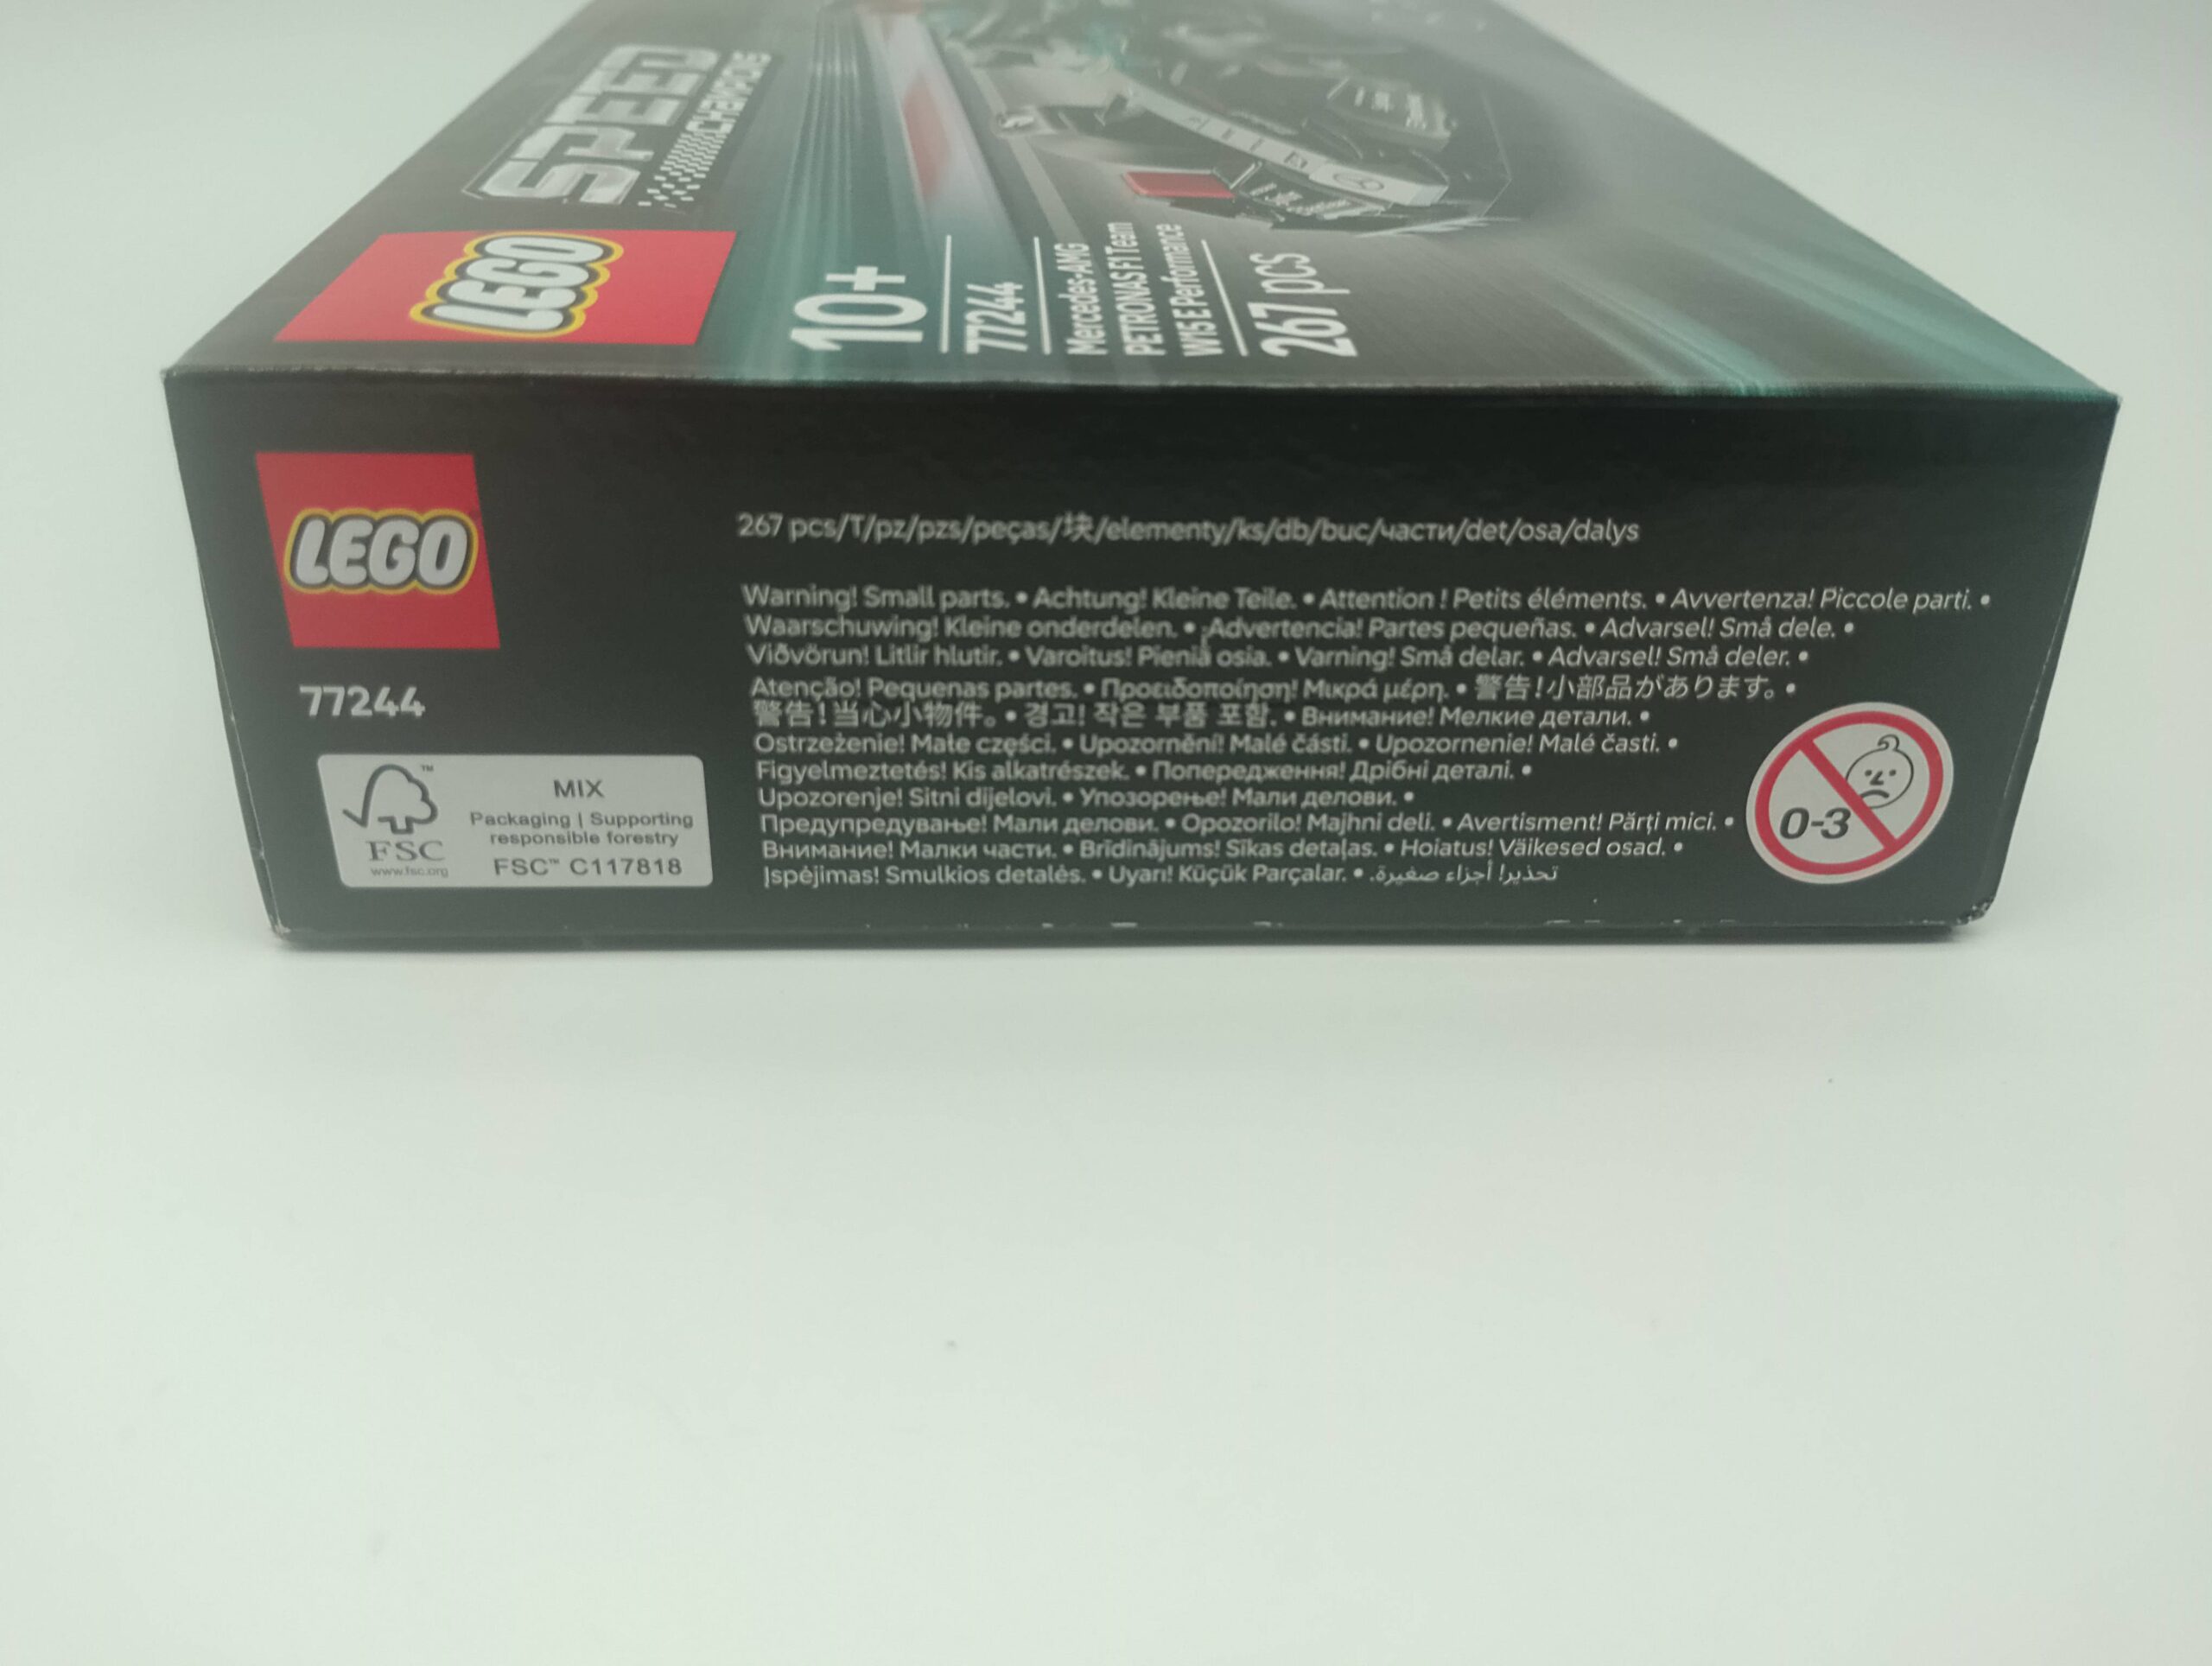 SPEED
CHAMPIONS
LEGO
10+
77244
Mercedes-AMG
PETRONAS F1 Team
W15 E Performance
267 pcs
LEGO
77244
FSC™
www.fsc.org
MIX
Packaging | Supporting
responsible forestry
FSC™ C117818
267 pcs/T/pz/pzs/peças/块/elementy/ks/db/buc/части/det/osa/dalys
Warning! Small parts. • Achtung! Kleine Teile. • Attention ! Petits éléments. • Avvertenza! Piccole parti. •
Waarschuwing! Kleine onderdelen. • ¡Advertencia! Partes pequeñas. • Advarsel! Små dele. •
Viðvörun! Litlir hlutir. • Varoitus! Pieniä osia. • Varning! Små delar. • Advarsel! Små deler. •
Atenção! Pequenas partes. • Προειδοποίηση! Μικρά μέρη. • 警告!小部品があります。 •
警告!当心小物件。 • 경고! 작은 부품 포함. • Внимание! Мелкие детали. •
Ostrzeżenie! Małe części. • Upozornění! Malé části. • Upozornenie! Malé časti. •
Figyelmeztetés! Kis alkatrészek. • Попередження! Дрібні деталі. •
Upozorenje! Sitni dijelovi. • Упозорење! Мали делови. •
Предупредување! Мали делови. • Opozorilo! Majhni deli. • Avertisment! Părți mici. •
Внимание! Малки части. • Brīdinājums! Sīkas detaļas. • Hoiatus! Väikesed osad. •
Įspėjimas! Smulkios detalės. • Uyarı! Küçük Parçalar. • تحذير! أجزاء صغيرة.
0-3